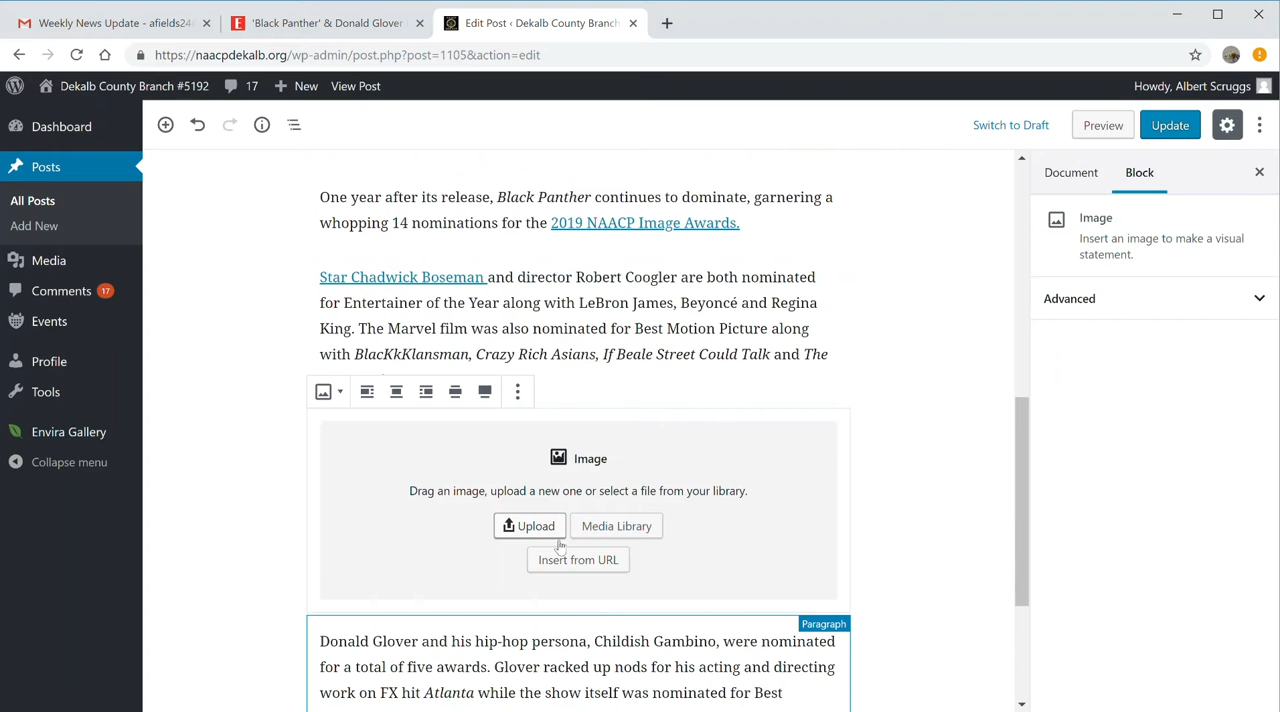 Weekly News Update - afields24
'Black Panther' & Donald Glover
Edit Post ‹ Dekalb County Branch
https://naacpdekalb.org/wp-admin/post.php?post=1105&action=edit
Dekalb County Branch #5192
17
New
View Post
Howdy, Albert Scruggs
Dashboard
Posts
All Posts
Add New
Media
Comments 17
Events
Profile
Tools
Envira Gallery
Collapse menu
Switch to Draft
Preview
Update
One year after its release, Black Panther continues to dominate, garnering a
whopping 14 nominations for the 2019 NAACP Image Awards.
Star Chadwick Boseman and director Robert Coogler are both nominated
for Entertainer of the Year along with LeBron James, Beyoncé and Regina
King. The Marvel film was also nominated for Best Motion Picture along
with BlacKkKlansman, Crazy Rich Asians, If Beale Street Could Talk and The
Image
Drag an image, upload a new one or select a file from your library.
Upload
Media Library
Insert from URL
Paragraph
Donald Glover and his hip-hop persona, Childish Gambino, were nominated
for a total of five awards. Glover racked up nods for his acting and directing
work on FX hit Atlanta while the show itself was nominated for Best
Document
Block
Image
Insert an image to make a visual
statement.
Advanced